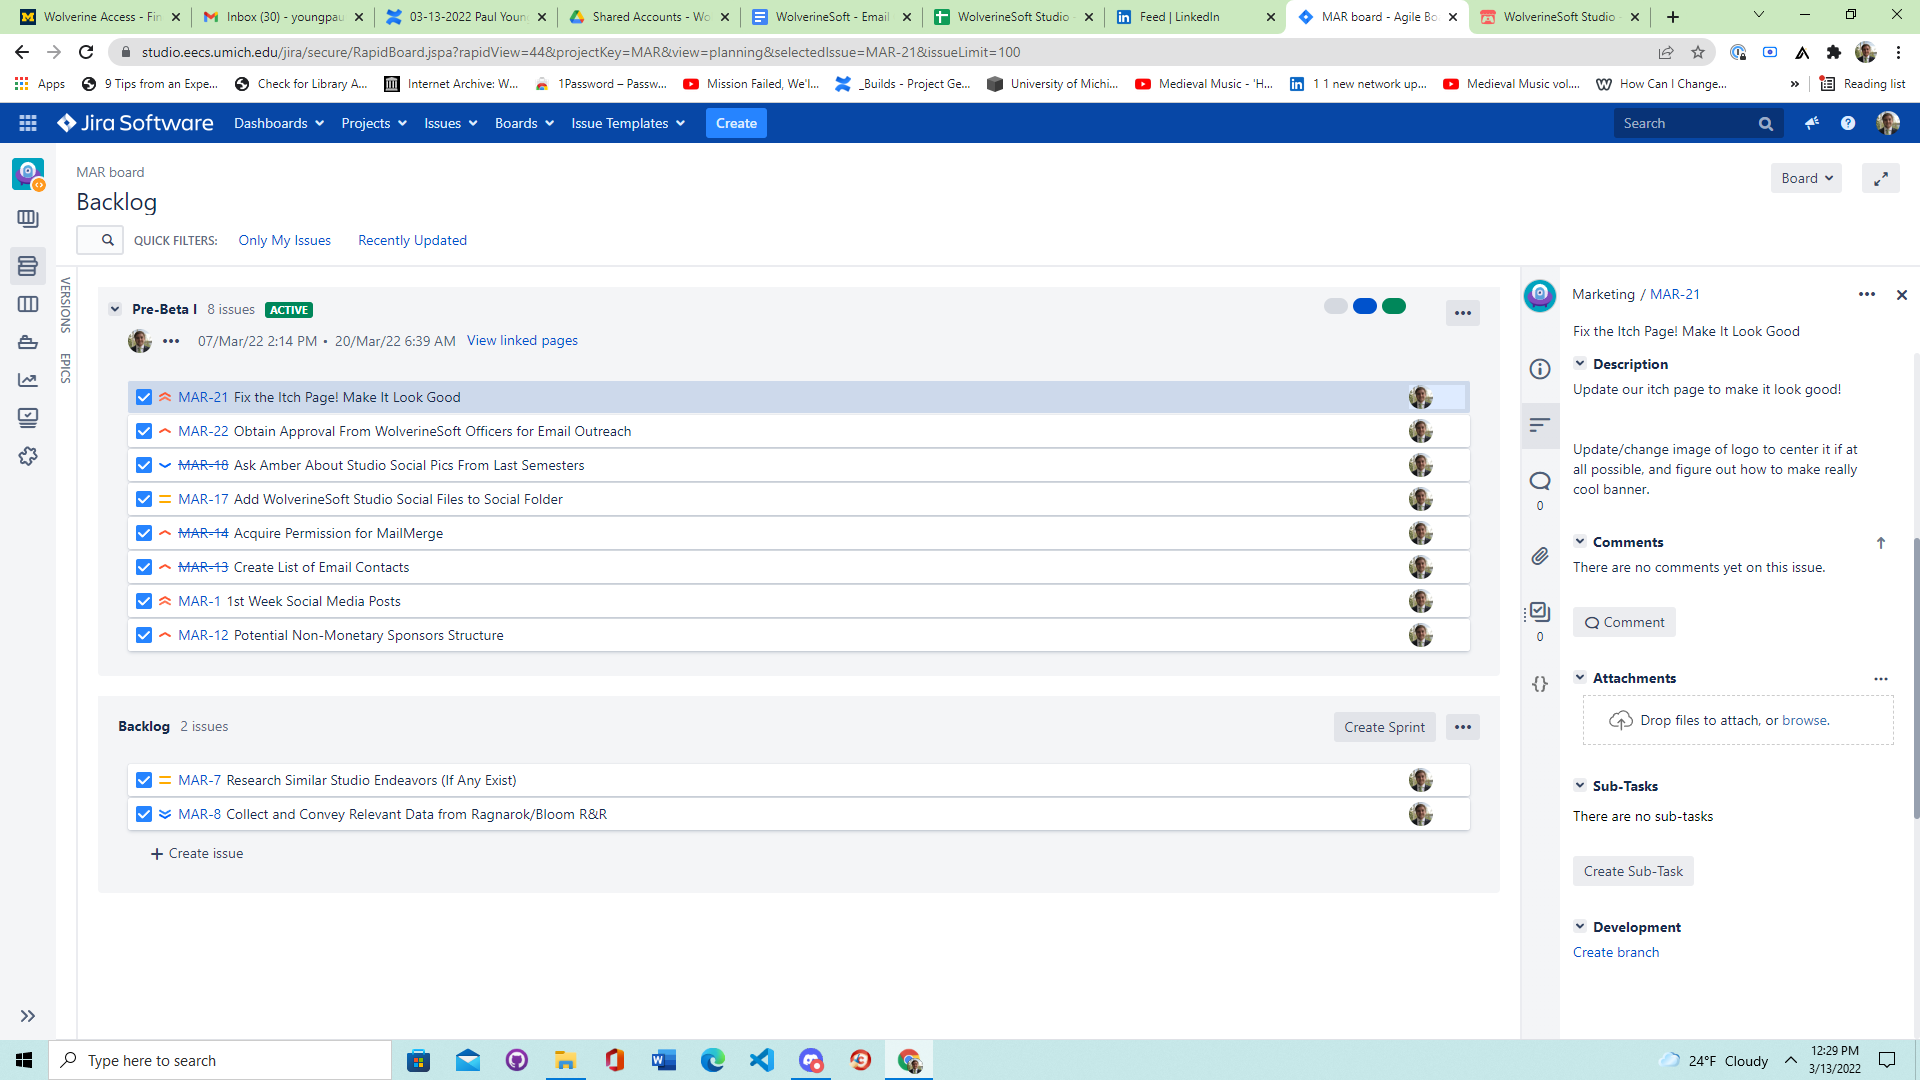 Wolverine Access - Fin
Inbox (30) - youngpau
03-13-2022 Paul Youn
Shared Accounts - Wo
WolverineSoft - Email
WolverineSoft Studio -
Feed | LinkedIn
MAR board - Agile Bo
WolverineSoft Studio -
studio.eecs.umich.edu/jira/secure/RapidBoard.jspa?rapidView=44&projectKey=MAR&view=planning&selectedIssue=MAR-21&issueLimit=100
Apps
9 Tips from an Expe...
Check for Library A...
Internet Archive: W...
1Password – Passw...
Mission Failed, We'l...
_Builds - Project Ge...
University of Michi...
Medieval Music - 'H...
1 1 new network up...
Medieval Music vol....
How Can I Change...
»
Reading list
Jira Software
Dashboards
Projects
Issues
Boards
Issue Templates
Create
Search
MAR board
Backlog
Board
QUICK FILTERS:
Only My Issues
Recently Updated
VERSIONS
EPICS
Pre-Beta I 8 issues ACTIVE
07/Mar/22 2:14 PM • 20/Mar/22 6:39 AM View linked pages
MAR-21 Fix the Itch Page! Make It Look Good
MAR-22 Obtain Approval From WolverineSoft Officers for Email Outreach
MAR-18 Ask Amber About Studio Social Pics From Last Semesters
MAR-17 Add WolverineSoft Studio Social Files to Social Folder
MAR-14 Acquire Permission for MailMerge
MAR-13 Create List of Email Contacts
MAR-1 1st Week Social Media Posts
MAR-12 Potential Non-Monetary Sponsors Structure
Backlog 2 issues
Create Sprint
MAR-7 Research Similar Studio Endeavors (If Any Exist)
MAR-8 Collect and Convey Relevant Data from Ragnarok/Bloom R&R
+ Create issue
0
0
Marketing / MAR-21
Fix the Itch Page! Make It Look Good
Description
Update our itch page to make it look good!
Update/change image of logo to center it if at
all possible, and figure out how to make really
cool banner.
Comments
There are no comments yet on this issue.
Comment
Attachments
Drop files to attach, or browse.
Sub-Tasks
There are no sub-tasks
Create Sub-Task
Development
Create branch
Type here to search
24°F Cloudy
12:29 PM
3/13/2022